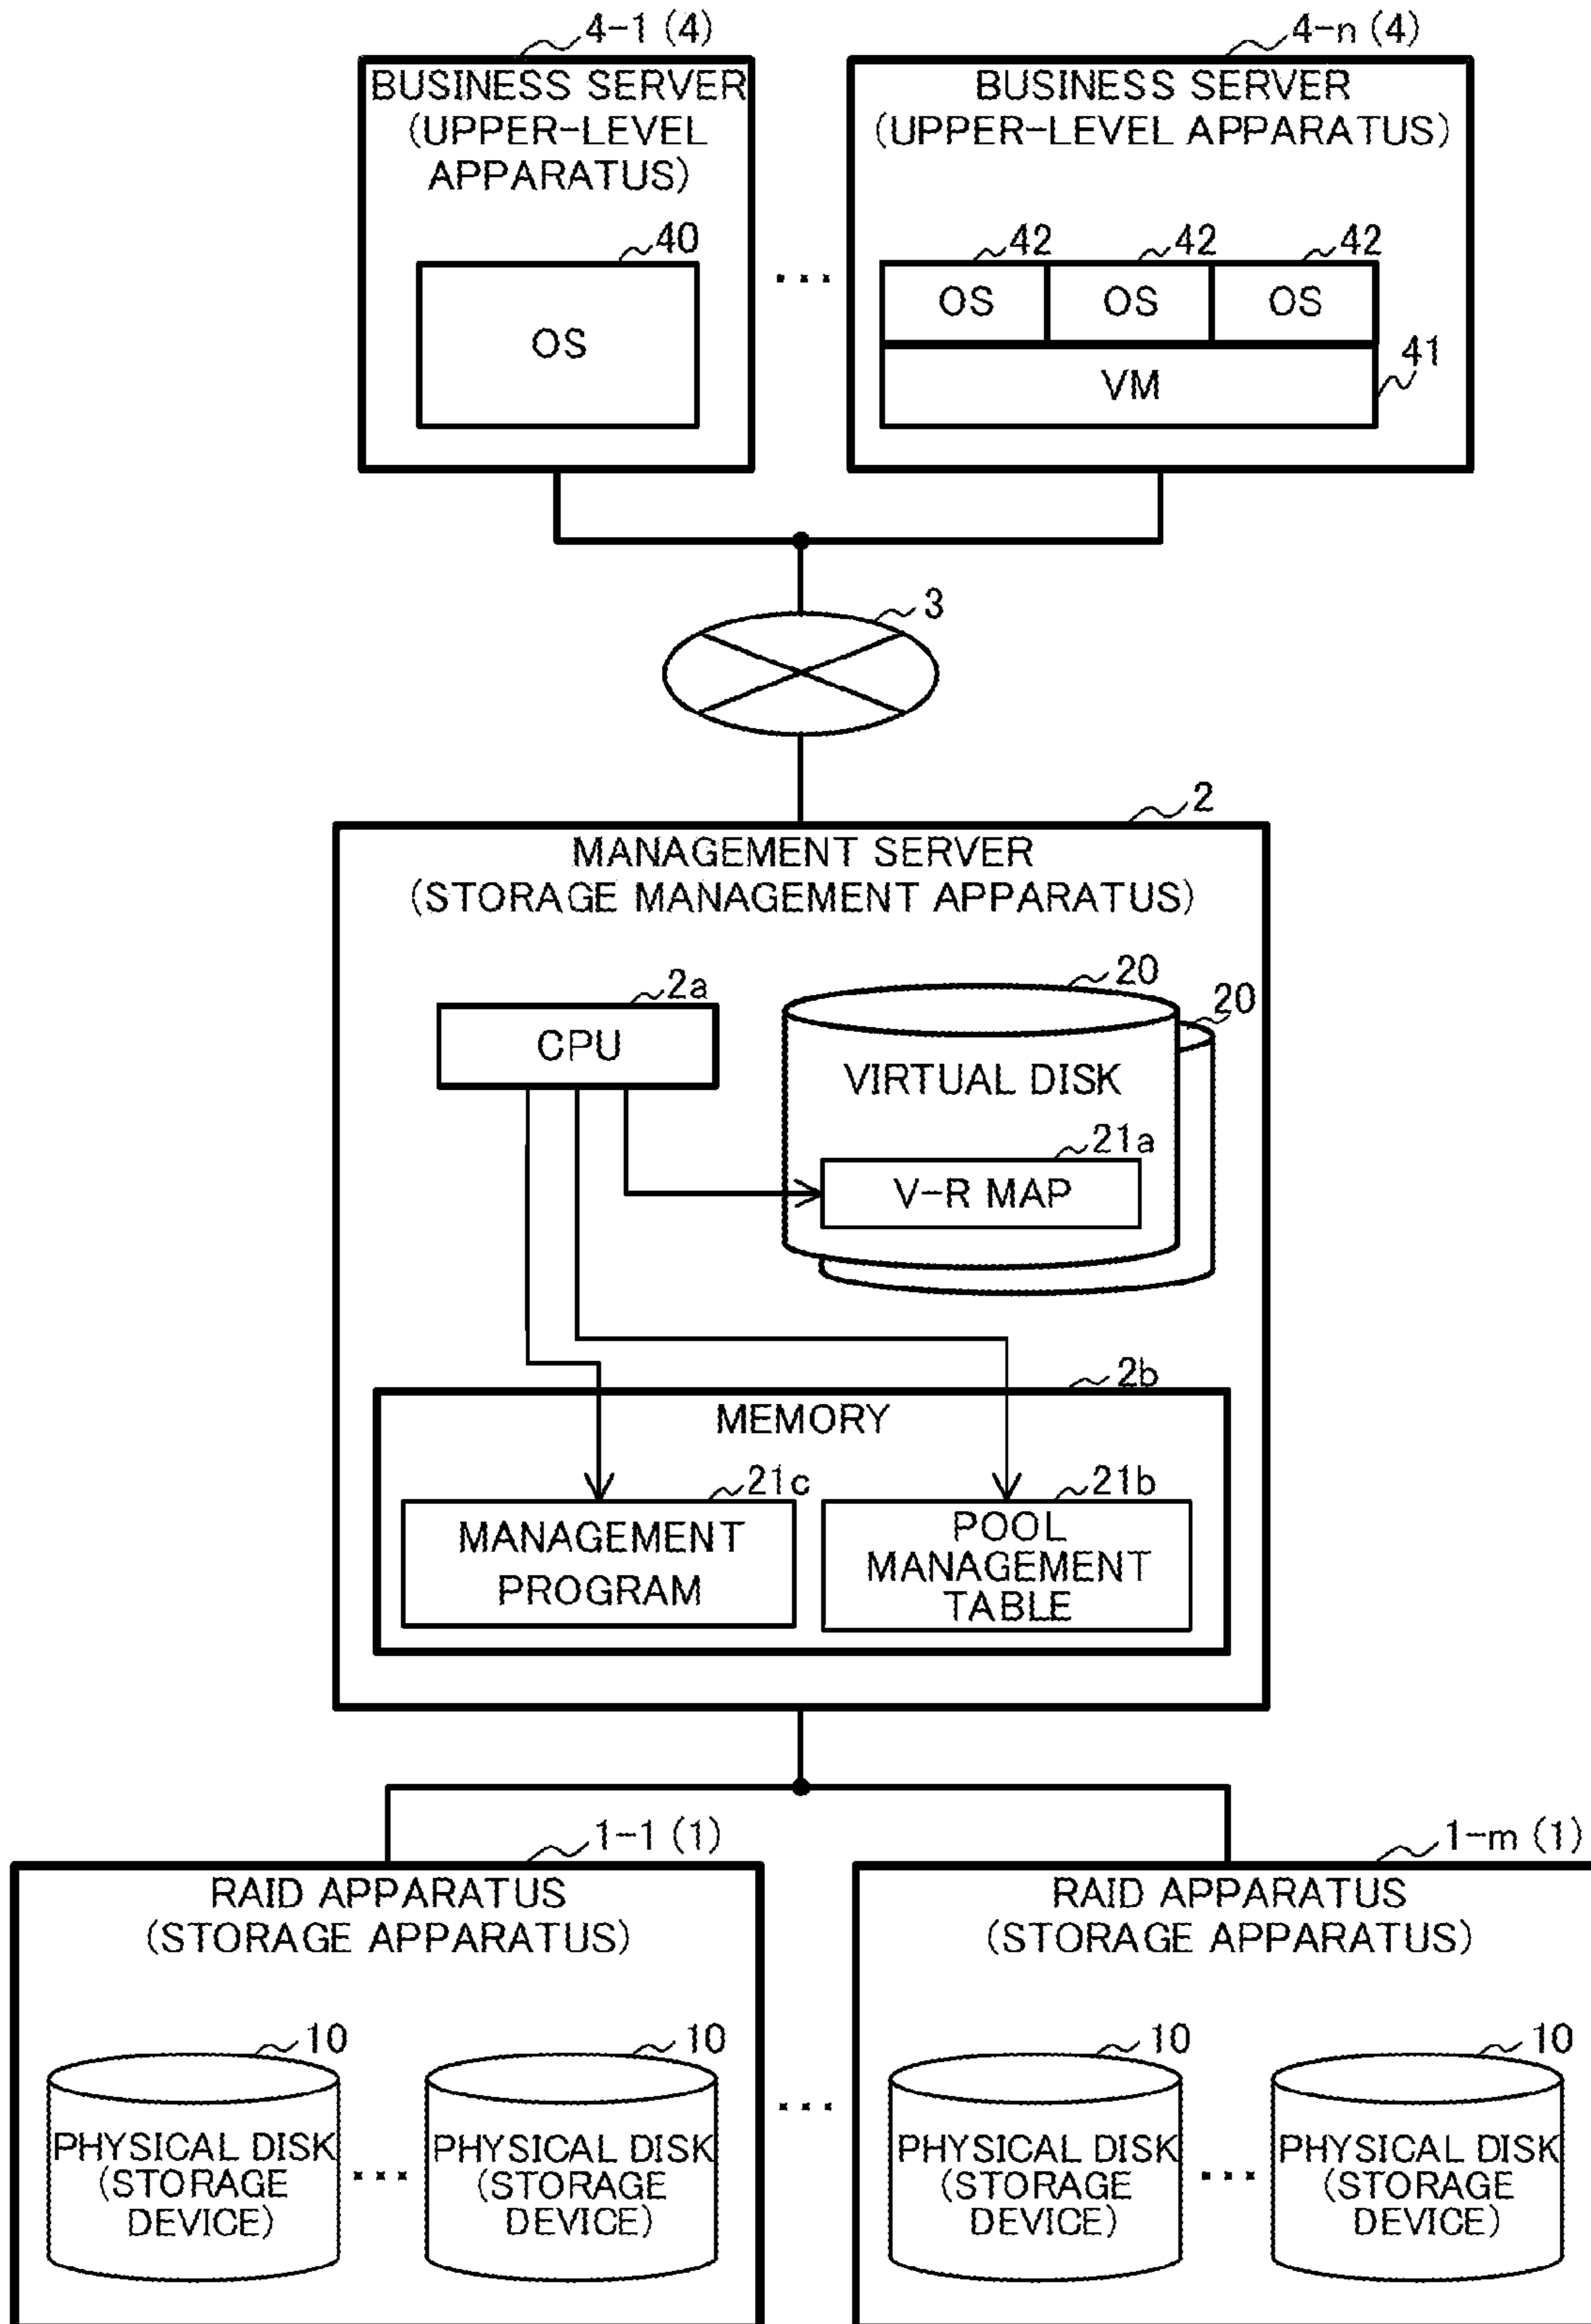 4-1 (4)
BUSINESS SERVER
(UPPER-LEVEL
APPARATUS)
40
OS
...
4-n (4)
BUSINESS SERVER
(UPPER-LEVEL APPARATUS)
42 42 42
OS OS OS
41
VM
3
2
MANAGEMENT SERVER
(STORAGE MANAGEMENT APPARATUS)
2a
CPU
20
20
VIRTUAL DISK
21a
V-R MAP
2b
MEMORY
21c
MANAGEMENT
PROGRAM
21b
POOL
MANAGEMENT
TABLE
1-1 (1)
RAID APPARATUS
(STORAGE APPARATUS)
10
PHYSICAL DISK
(STORAGE
DEVICE)
...
10
PHYSICAL DISK
(STORAGE
DEVICE)
...
1-m (1)
RAID APPARATUS
(STORAGE APPARATUS)
10
PHYSICAL DISK
(STORAGE
DEVICE)
...
10
PHYSICAL DISK
(STORAGE
DEVICE)